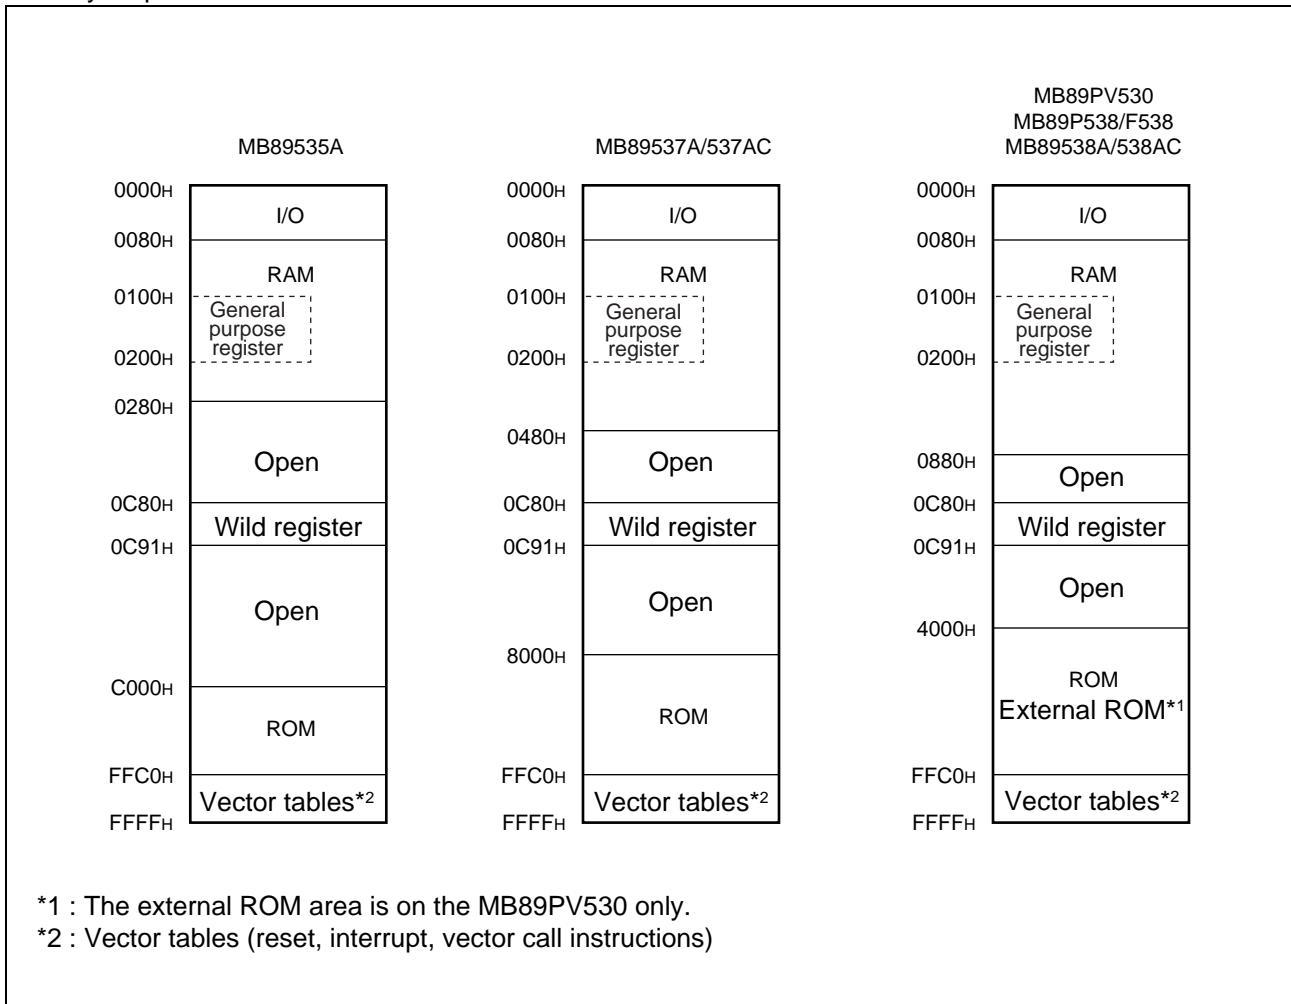 MB89535A
0000H
I/O
0080H
RAM
0100H
General
purpose
register
0200H
0280H
Open
0C80H
Wild register
0C91H
Open
C000H
ROM
FFC0H
Vector tables*2
FFFFH
MB89537A/537AC
0000H
I/O
0080H
RAM
0100H
General
purpose
register
0200H
0480H
Open
0C80H
Wild register
0C91H
Open
8000H
ROM
FFC0H
Vector tables*2
FFFFH
MB89PV530
MB89P538/F538
MB89538A/538AC
0000H
I/O
0080H
RAM
0100H
General
purpose
register
0200H
0880H
Open
0C80H
Wild register
0C91H
Open
4000H
ROM
External ROM*1
FFC0H
Vector tables*2
FFFFH
*1 : The external ROM area is on the MB89PV530 only.
*2 : Vector tables (reset, interrupt, vector call instructions)